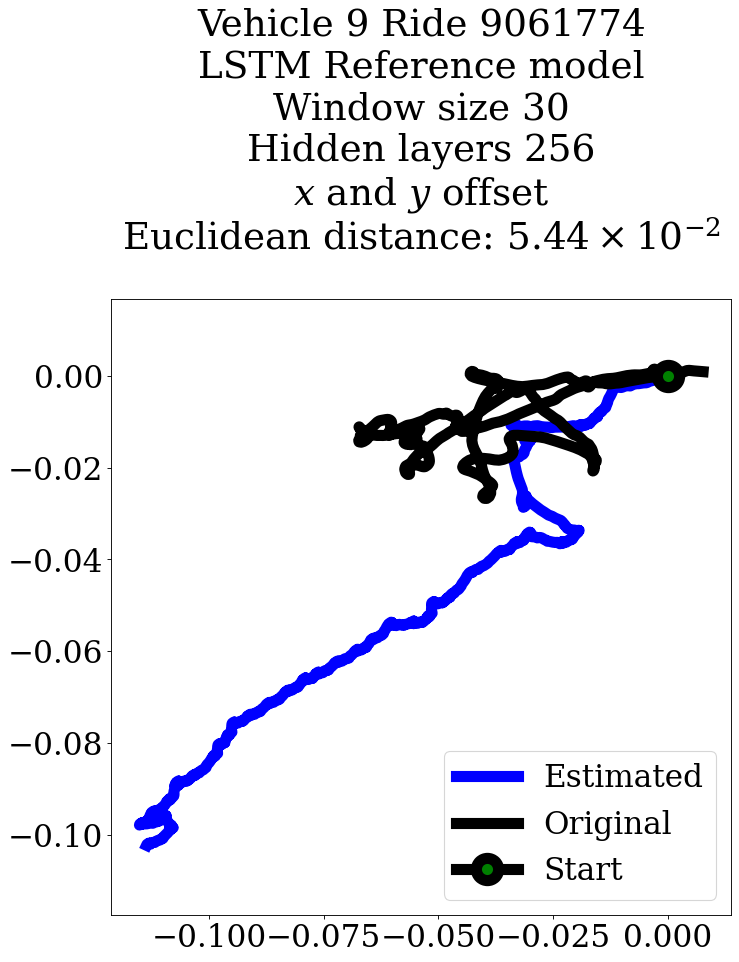 Vehicle 9 Ride 9061774
LSTM Reference model
Window size 30
Hidden layers 256
x and y offset
Euclidean distance: 5.44 × 10⁻²
0.00
−0.02
−0.04
−0.06
−0.08
−0.10
Estimated
Original
Start
−0.100 −0.075 −0.050 −0.025 0.000